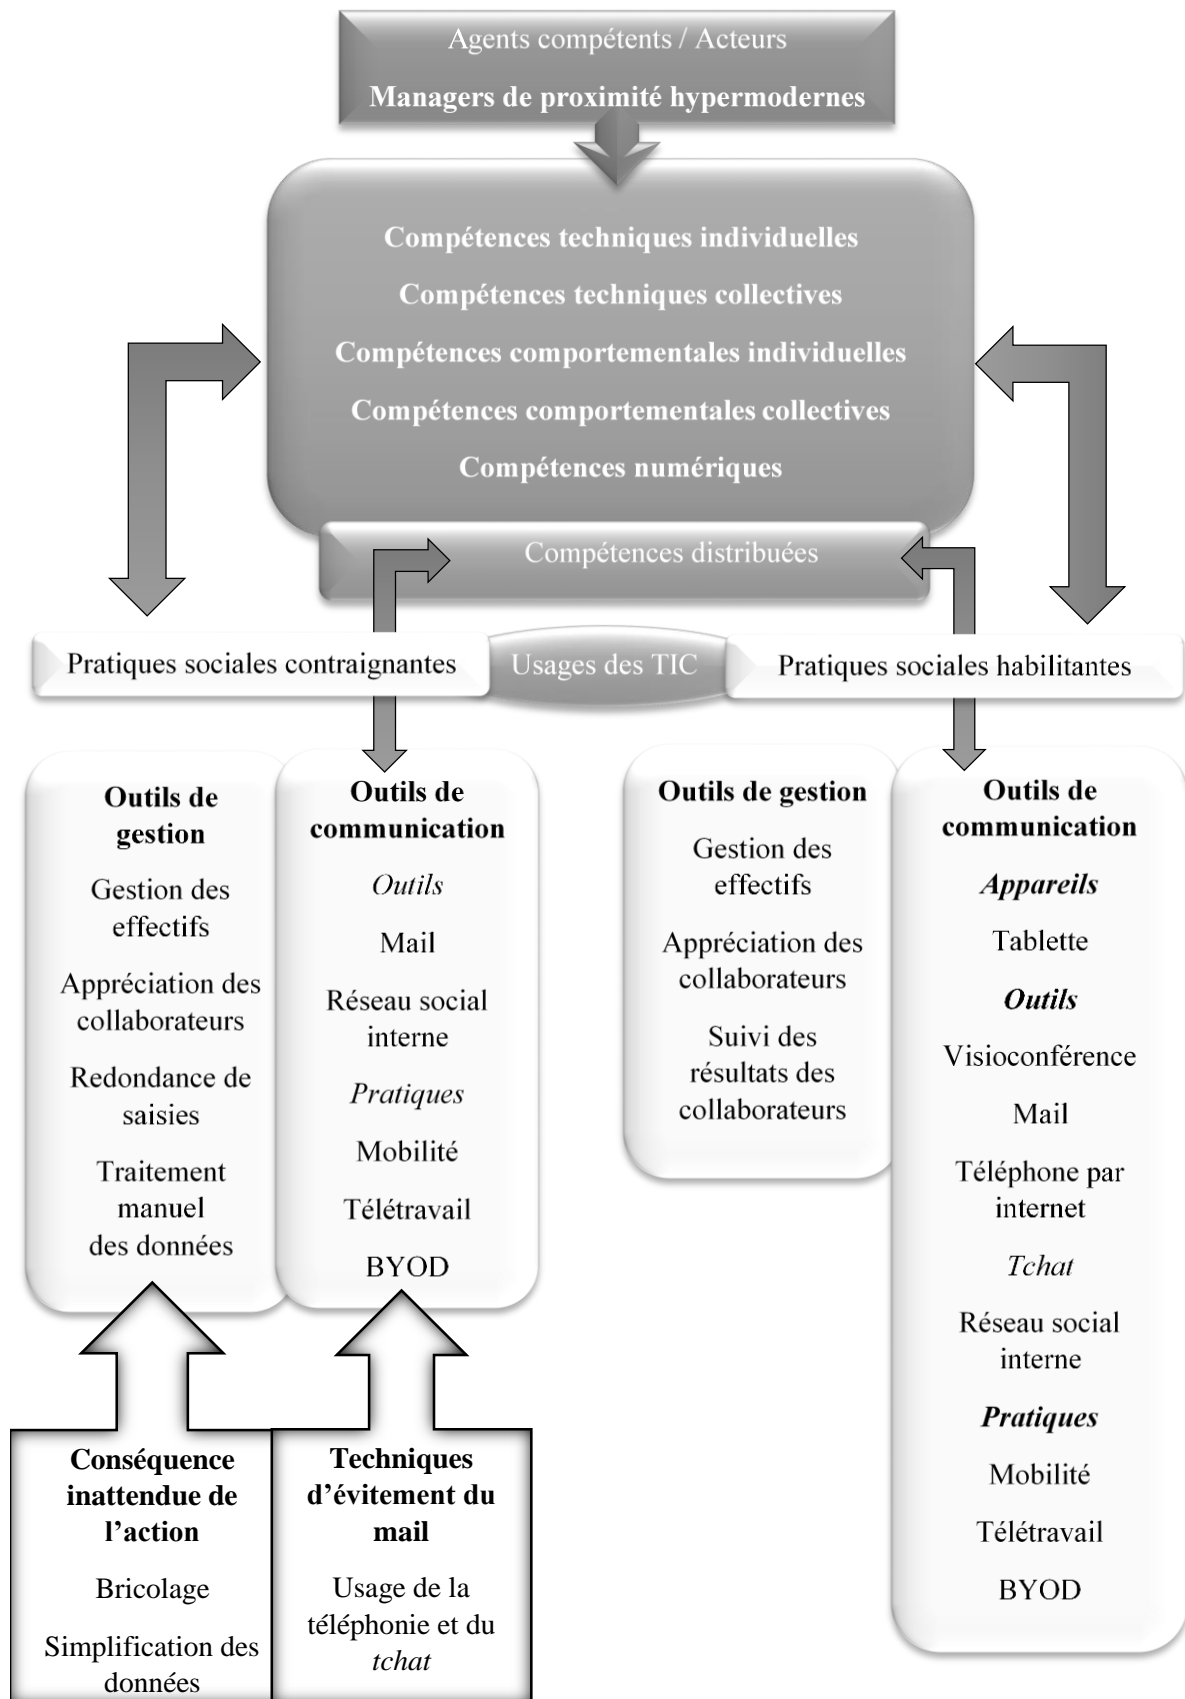 Agents compétents / Acteurs
Managers de proximité hypermodernes
Compétences techniques individuelles
Compétences techniques collectives
Compétences comportementales individuelles
Compétences comportementales collectives
Compétences numériques
Compétences distribuées
Pratiques sociales contraignantes
Usages des TIC
Pratiques sociales habilitantes
Outils de
gestion
Gestion des
effectifs
Appréciation des
collaborateurs
Redondance de
saisies
Traitement
manuel
des données
Outils de
communication
Outils
Mail
Réseau social
interne
Pratiques
Mobilité
Télétravail
BYOD
Outils de gestion
Gestion des
effectifs
Appréciation des
collaborateurs
Suivi des
résultats des
collaborateurs
Outils de
communication
Appareils
Tablette
Outils
Visioconférence
Mail
Téléphone par
internet
Tchat
Réseau social
interne
Pratiques
Mobilité
Télétravail
BYOD
Conséquence
inattendue de
l’action
Bricolage
Simplification des
données
Techniques
d’évitement du
mail
Usage de la
téléphonie et du
tchat